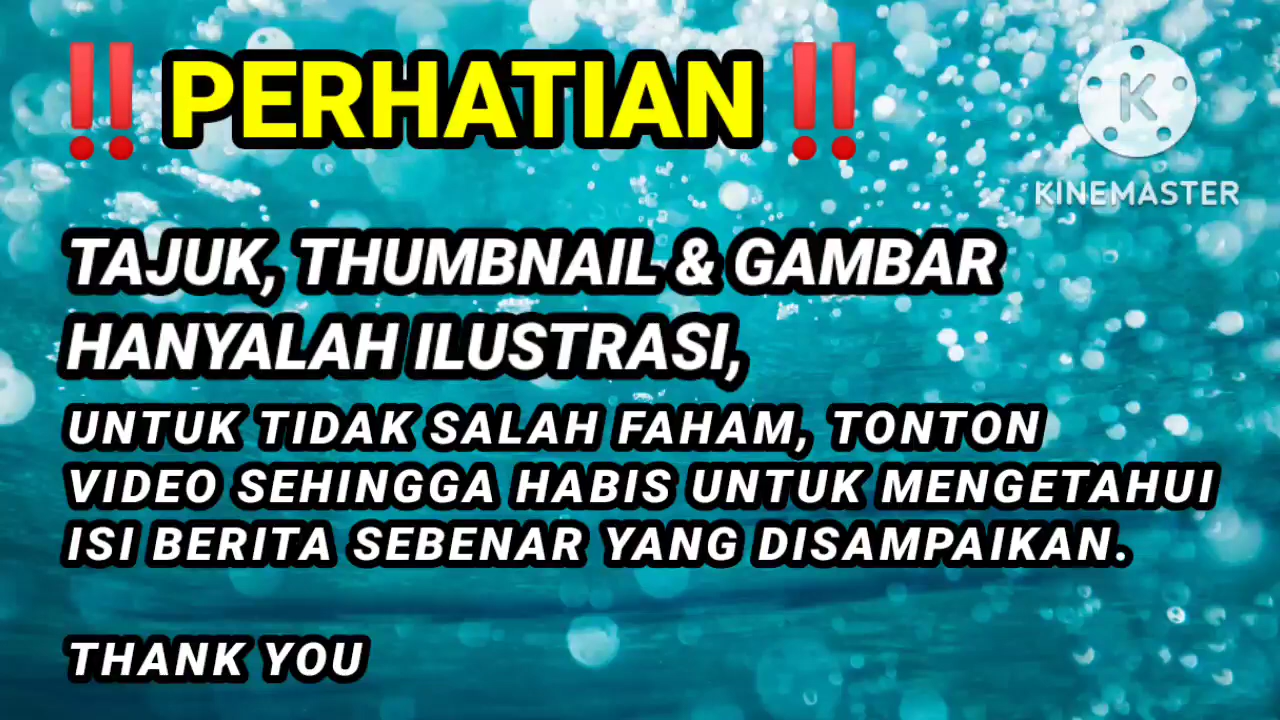 ‼PERHATIAN‼
KINEMASTER
TAJUK, THUMBNAIL & GAMBAR
HANYALAH ILUSTRASI,
UNTUK TIDAK SALAH FAHAM, TONTON
VIDEO SEHINGGA HABIS UNTUK MENGETAHUI
ISI BERITA SEBENAR YANG DISAMPAIKAN.
THANK YOU